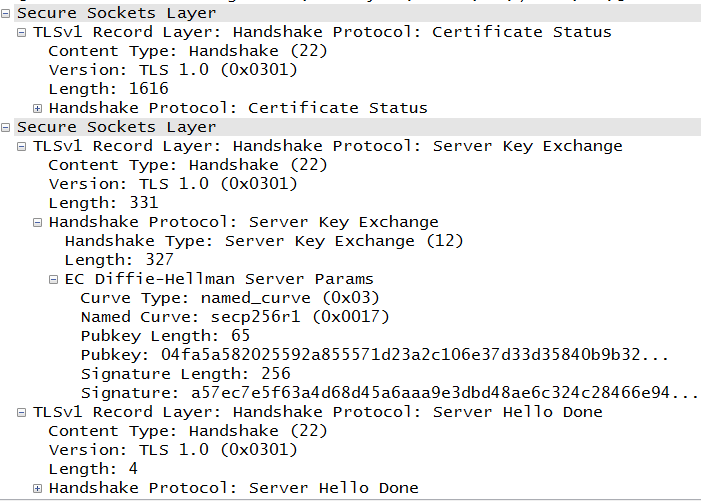 Secure Sockets Layer
TLSv1 Record Layer: Handshake Protocol: Certificate Status
Content Type: Handshake (22)
Version: TLS 1.0 (0x0301)
Length: 1616
Handshake Protocol: Certificate Status
Secure Sockets Layer
TLSv1 Record Layer: Handshake Protocol: Server Key Exchange
Content Type: Handshake (22)
Version: TLS 1.0 (0x0301)
Length: 331
Handshake Protocol: Server Key Exchange
Handshake Type: Server Key Exchange (12)
Length: 327
EC Diffie-Hellman Server Params
Curve Type: named_curve (0x03)
Named Curve: secp256r1 (0x0017)
Pubkey Length: 65
Pubkey: 04fa5a582025592a855571d23a2c106e37d33d35840b9b32...
Signature Length: 256
Signature: a57ec7e5f63a4d68d45a6aaa9e3dbd48ae6c324c28466e94...
TLSv1 Record Layer: Handshake Protocol: Server Hello Done
Content Type: Handshake (22)
Version: TLS 1.0 (0x0301)
Length: 4
Handshake Protocol: Server Hello Done